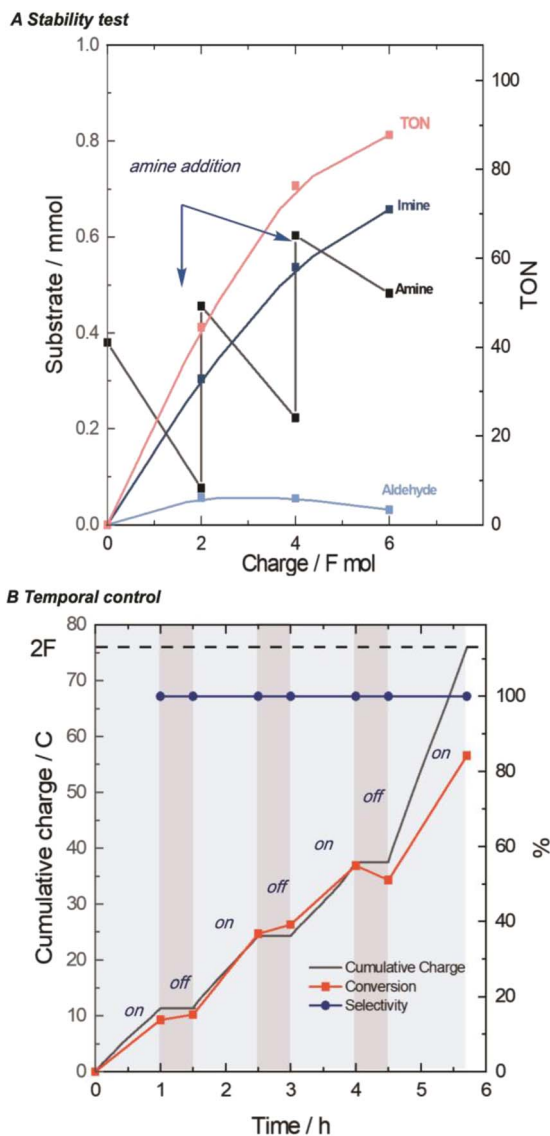 A Stability test
1.0
0.8
0.6
0.4
0.2
0.0
Substrate / mmol
amine addition
TON
Imine
Amine
Aldehyde
100
80
60
40
20
0
TON
0
2
4
6
Charge / F mol
B Temporal control
2F
80
75
70
60
50
40
30
20
10
0
Cumulative charge / C
on
off
on
off
on
off
on
Cumulative Charge
Conversion
Selectivity
100
80
60
40
20
0
%
0
1
2
3
4
5
6
Time / h